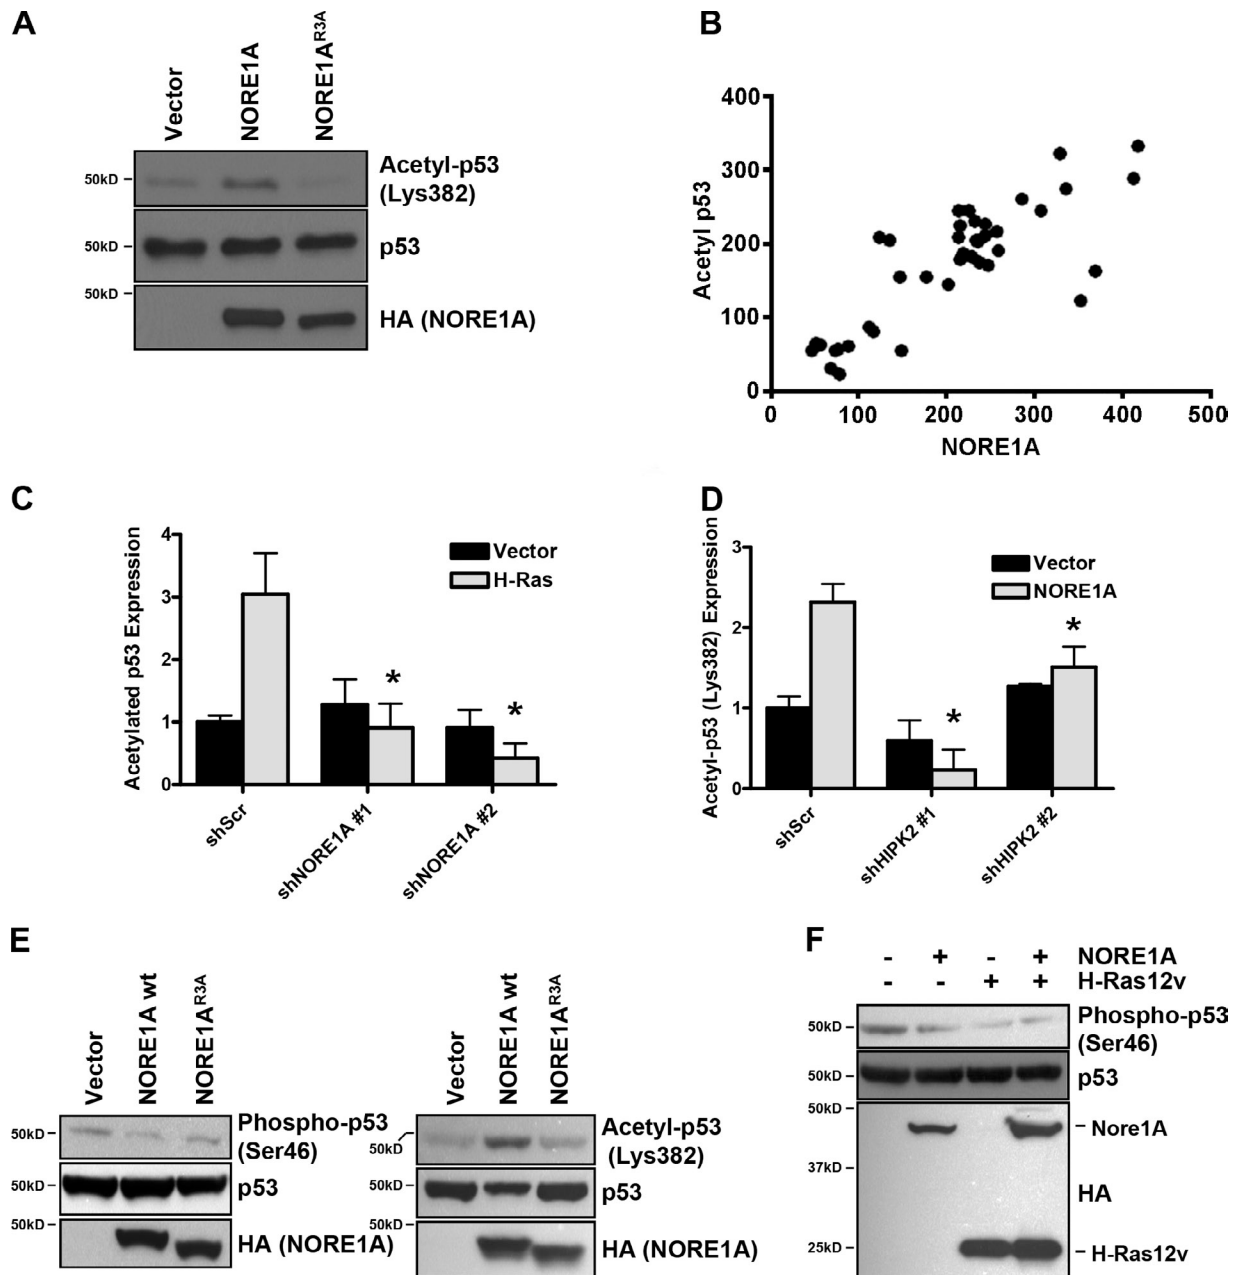 A
Vector
NORE1A
NORE1A^R3A
50kD
Acetyl-p53
(Lys382)
50kD
p53
50kD
HA (NORE1A)
B
400
300
200
100
0
Acetyl p53
0 100 200 300 400 500
NORE1A
C
Acetylated p53 Expression
4
3
2
1
0
Vector
H-Ras
*
*
shScr
shNORE1A #1
shNORE1A #2
D
Acetyl-p53 (Lys382) Expression
3
2
1
0
Vector
NORE1A
*
*
shScr
shHIPK2 #1
shHIPK2 #2
E
Vector
NORE1A wt
NORE1A^R3A
50kD
Phospho-p53
(Ser46)
50kD
p53
50kD
HA (NORE1A)
Vector
NORE1A wt
NORE1A^R3A
50kD
Acetyl-p53
(Lys382)
50kD
p53
50kD
HA (NORE1A)
F
- + - + NORE1A
- - + + H-Ras12v
50kD
Phospho-p53
(Ser46)
50kD
p53
50kD
Nore1A
37kD
HA
25kD
H-Ras12v